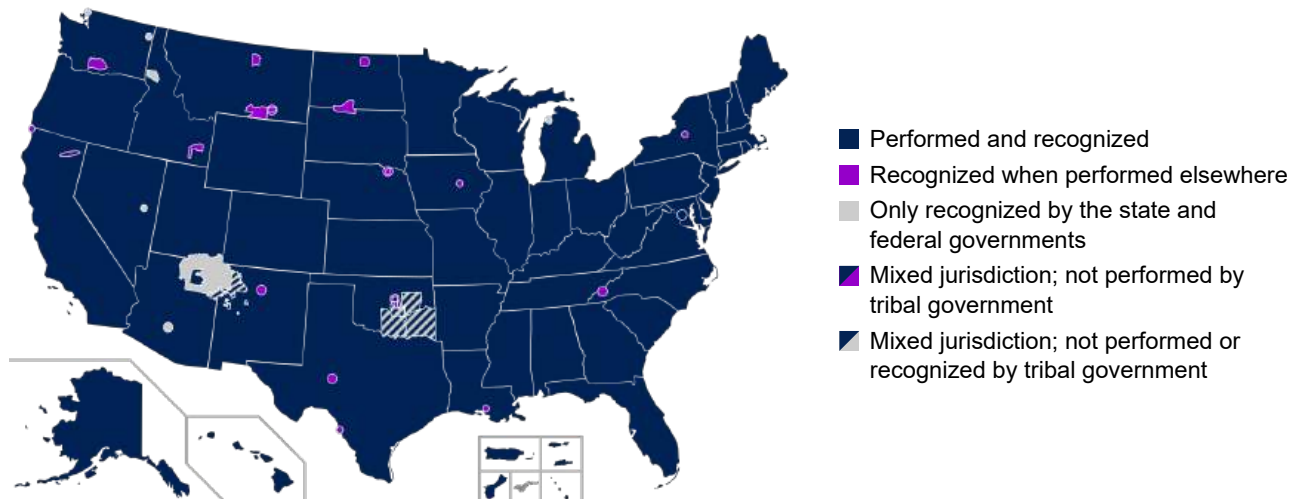 Performed and recognized
Recognized when performed elsewhere
Only recognized by the state and
federal governments
Mixed jurisdiction; not performed by
tribal government
Mixed jurisdiction; not performed or
recognized by tribal government